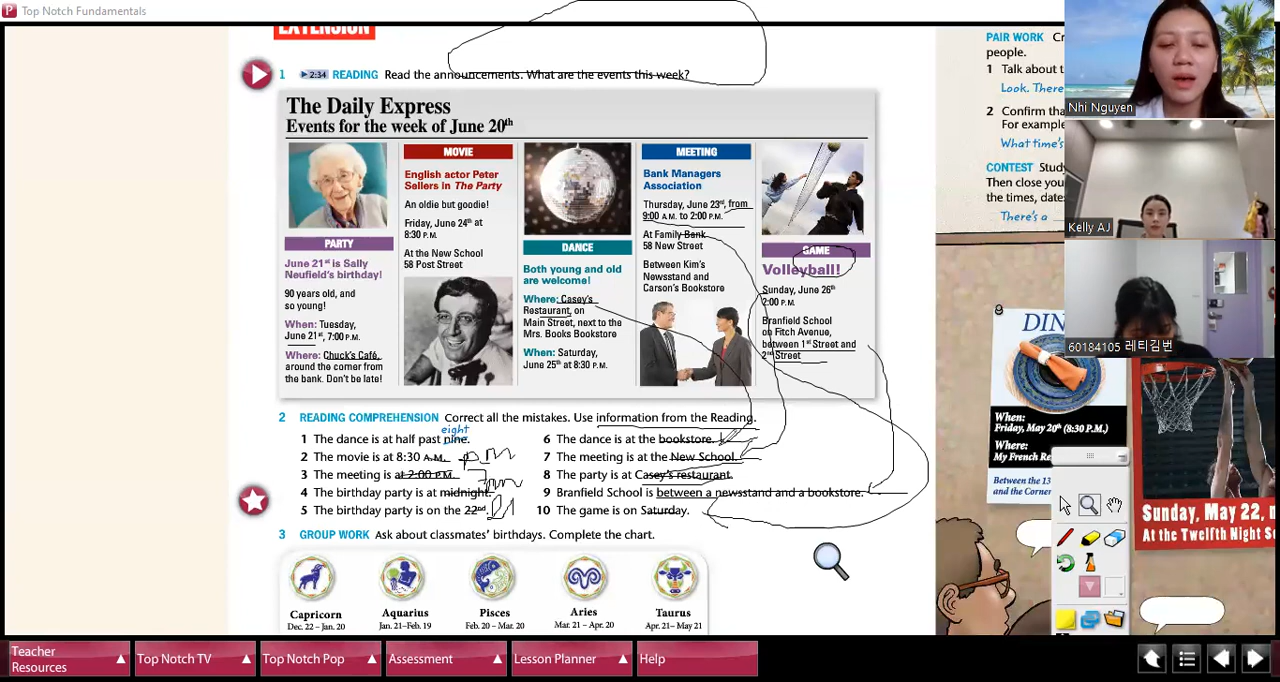 Top Notch Fundamentals
EXTENSION
1 ▶2:34 READING Read the announcements. What are the events this week?
The Daily Express
Events for the week of June 20th
PARTY
June 21st is Sally
Neufield's birthday!
90 years old, and
so young!
When: Tuesday,
June 21st, 7:00 P.M.
Where: Chuck's Café,
around the corner from
the bank. Don't be late!
MOVIE
English actor Peter
Sellers in The Party
An oldie but goodie!
Friday, June 24th at
8:30 P.M.
At the New School
58 Post Street
DANCE
Both young and old
are welcome!
Where: Casey's
Restaurant, on
Main Street, next to the
Mrs. Books Bookstore
When: Saturday,
June 25th at 8:30 P.M.
MEETING
Bank Managers
Association
Thursday, June 23rd, from
9:00 A.M. to 2:00 P.M.
At Family Bank
58 New Street
Between Kim's
Newsstand and
Carson's Bookstore
GAME
Volleyball!
Sunday, June 26th
2:00 P.M.
Branfield School
on Fitch Avenue,
between 1st Street and
2nd Street
2 READING COMPREHENSION Correct all the mistakes. Use information from the Reading.
eight
1 The dance is at half past nine.
2 The movie is at 8:30 A.M. p.m
3 The meeting is at 2:00 P.M.
4 The birthday party is at midnight. 7pm
5 The birthday party is on the 22nd. 21
6 The dance is at the bookstore.
7 The meeting is at the New School.
8 The party is at Casey's restaurant.
9 Branfield School is between a newsstand and a bookstore.
10 The game is on Saturday.
3 GROUP WORK Ask about classmates' birthdays. Complete the chart.
Capricorn
Dec. 22 – Jan. 20
Aquarius
Jan. 21–Feb. 19
Pisces
Feb. 20 – Mar. 20
Aries
Mar. 21 – Apr. 20
Taurus
Apr. 21– May 21
PAIR WORK Cr
people.
1 Talk about t
Look. There
2 Confirm tha
For example
What time's
CONTEST Study
Then close you
the times, date
There's a
DIN
When:
Friday, May 20th (8:30 P.M.)
Where:
My French Re
Between the 13
and the Corner
Sunday, May 22, n
At the Twelfth Night Sc
Nhi Nguyen
Kelly AJ
60184105 레티김번
Teacher
Resources
Top Notch TV
Top Notch Pop
Assessment
Lesson Planner
Help